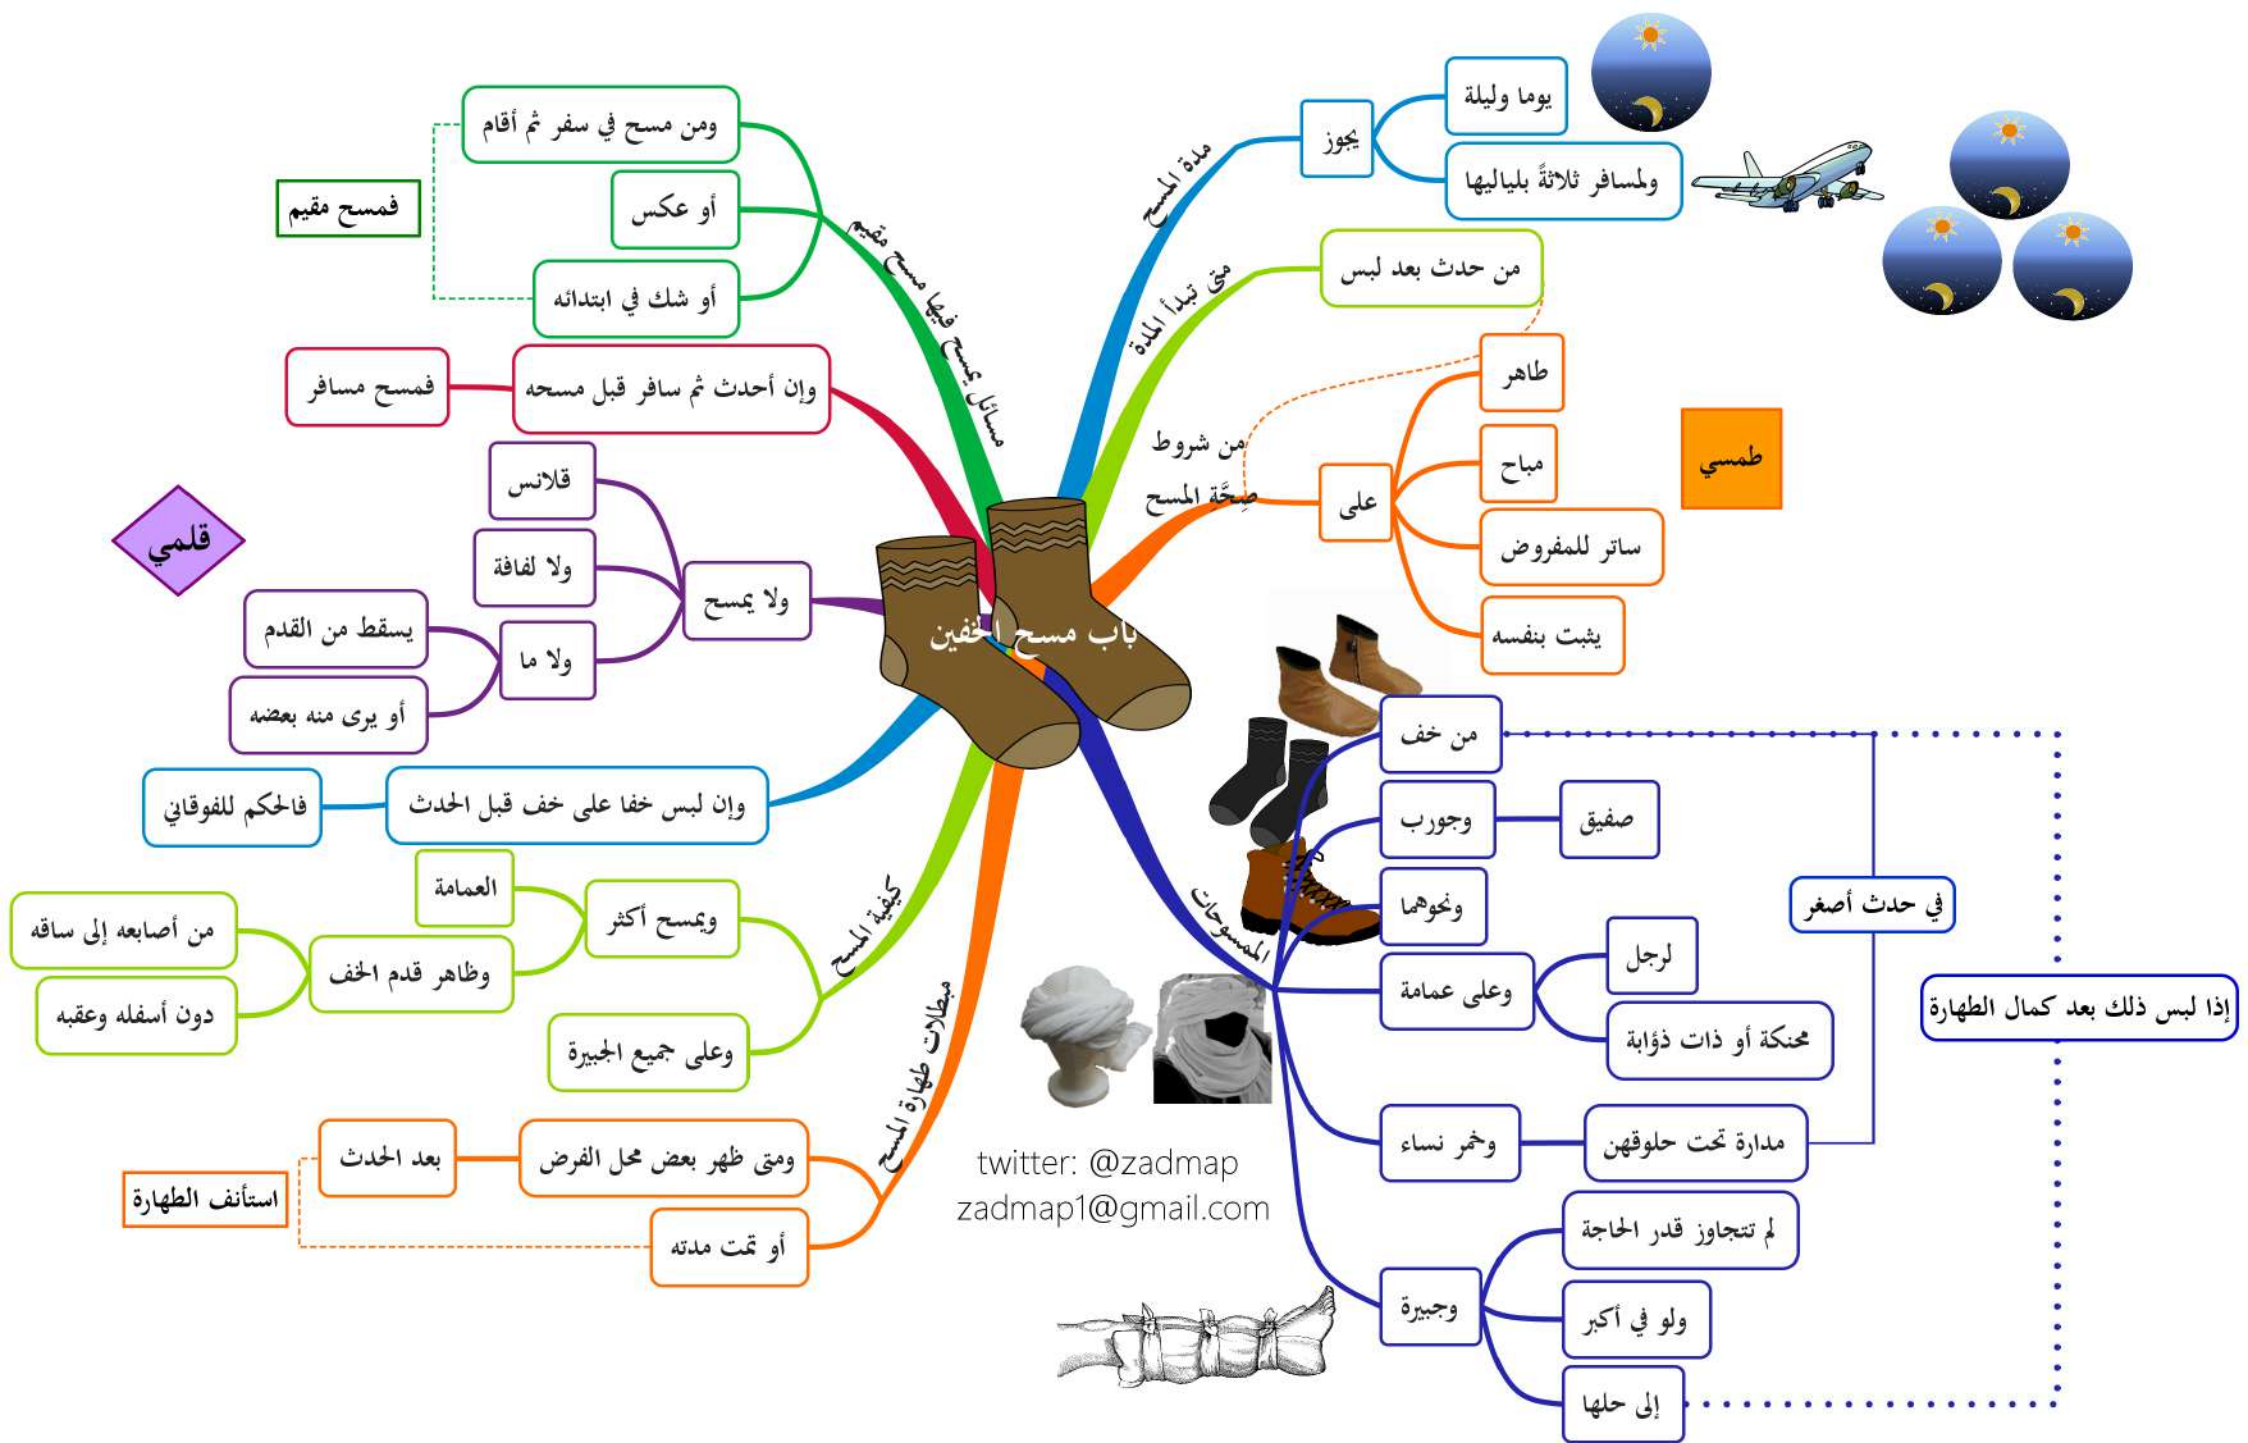 باب مسح الخفين
مدة المسح
يجوز
يوما وليلة
ولمسافر ثلاثةً بلياليها
متى تبدأ المدة
من حدث بعد لبس
من شروط
صِحَّةِ المسح
على
طاهر
مباح
ساتر للمفروض
يثبت بنفسه
طمسي
الممسوحات
من خف
وجورب
صفيق
ونحوهما
وعلى عمامة
لرجل
محنكة أو ذات ذؤابة
وخمر نساء
مدارة تحت حلوقهن
في حدث أصغر
وجبيرة
لم تتجاوز قدر الحاجة
ولو في أكبر
إلى حلها
إذا لبس ذلك بعد كمال الطهارة
مسائل يمسح فيها مسح مقيم
ومن مسح في سفر ثم أقام
أو عكس
أو شك في ابتدائه
فمسح مقيم
وإن أحدث ثم سافر قبل مسحه
فمسح مسافر
ولا يمسح
قلانس
ولا لفافة
ولا ما
يسقط من القدم
أو يرى منه بعضه
قلمي
وإن لبس خفا على خف قبل الحدث
فالحكم للفوقاني
كيفية المسح
ويمسح أكثر
العمامة
وظاهر قدم الخف
من أصابعه إلى ساقه
دون أسفله وعقبه
وعلى جميع الجبيرة
مبطلات طهارة المسح
ومتى ظهر بعض محل الفرض
بعد الحدث
أو تمت مدته
استأنف الطهارة
twitter: @zadmap
zadmap1@gmail.com